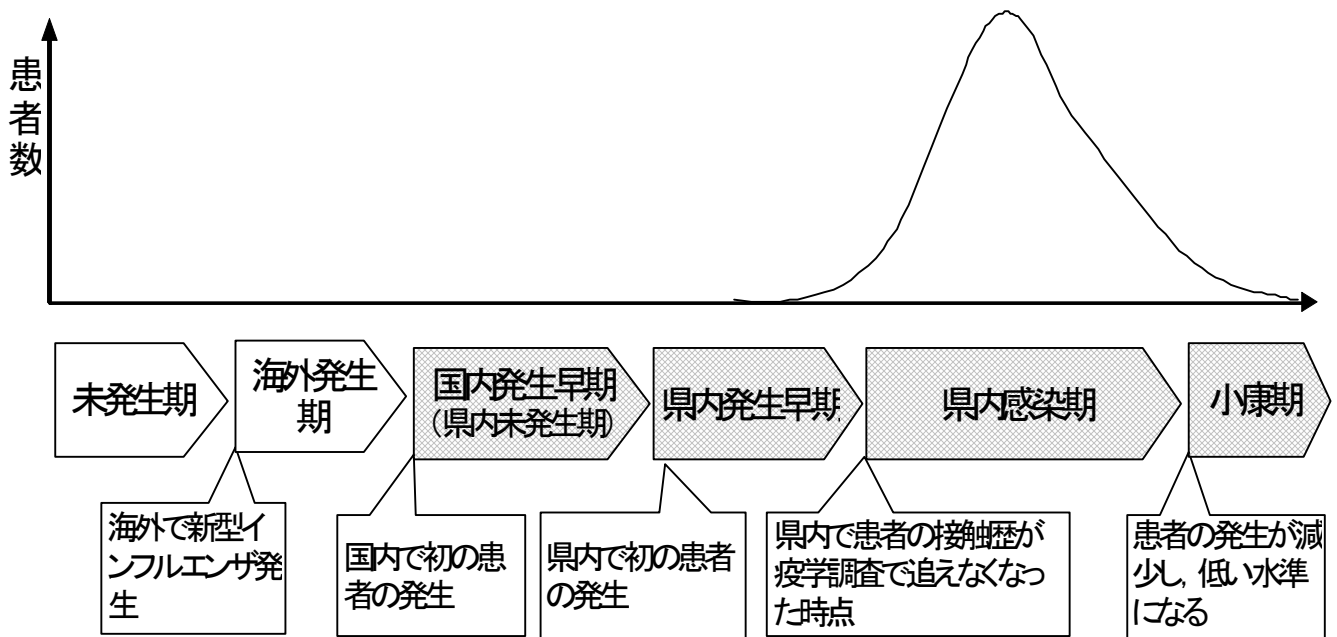 患者数
未発生期
海外発生
期
国内発生早期
（県内未発生期）
県内発生早期
県内感染期
小康期
海外で新型イ
ンフルエンザ発
生
国内で初の患
者の発生
県内で初の患者
の発生
県内で患者の接触歴が
疫学調査で追えなくなっ
た時点
患者の発生が減
少し，低い水準
になる